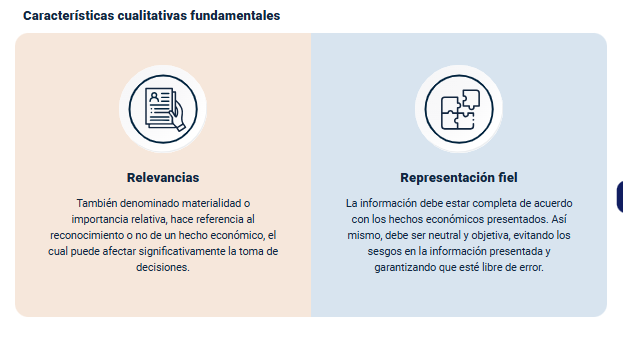 Características cualitativas fundamentales
Relevancias
También denominado materialidad o
importancia relativa, hace referencia al
reconocimiento o no de un hecho económico, el
cual puede afectar significativamente la toma de
decisiones.
Representación fiel
La información debe estar completa de acuerdo
con los hechos económicos presentados. Así
mismo, debe ser neutral y objetiva, evitando los
sesgos en la información presentada y
garantizando que esté libre de error.